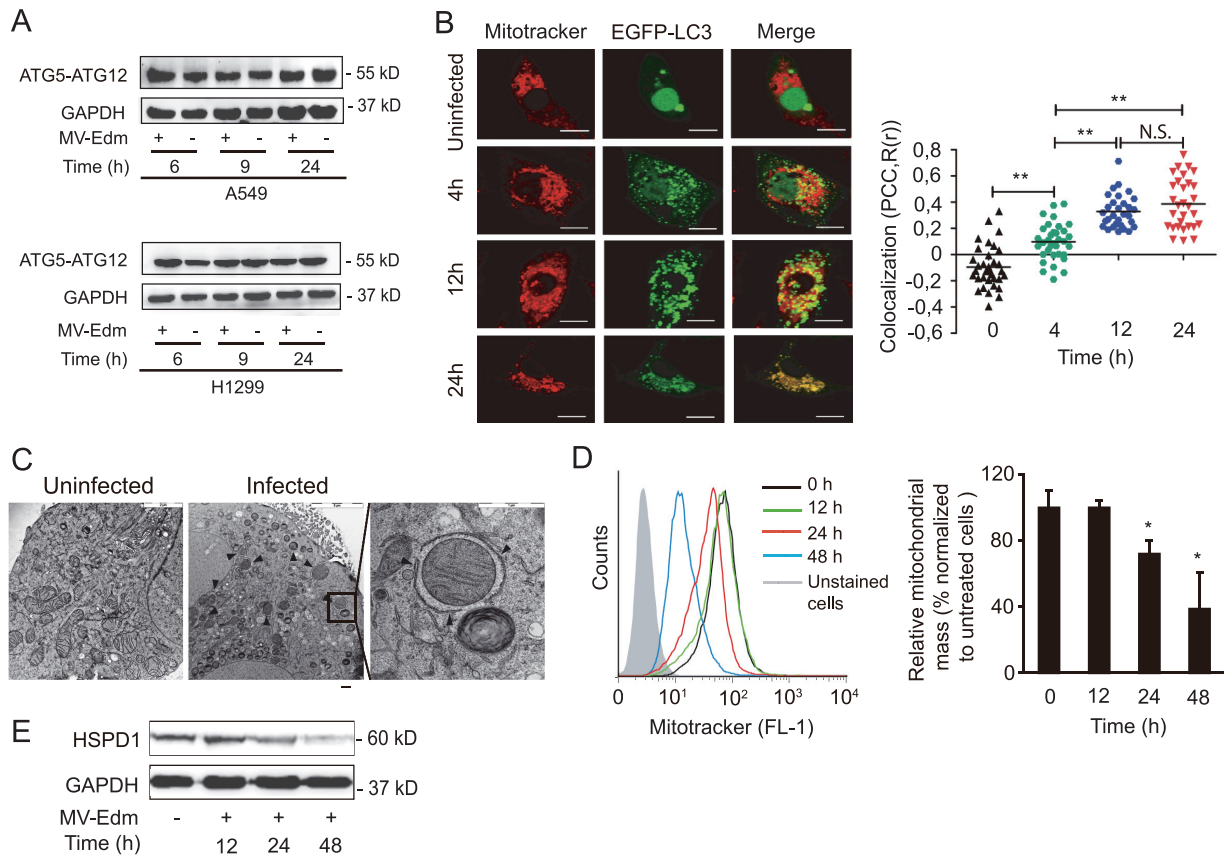 A
ATG5-ATG12
- 55 kD
GAPDH
- 37 kD
MV-Edm + - + - + -
Time (h) 6 9 24
A549
ATG5-ATG12
- 55 kD
GAPDH
- 37 kD
MV-Edm + - + - + -
Time (h) 6 9 24
H1299
B
Mitotracker EGFP-LC3 Merge
Uninfected
4h
12h
24h
Colocalization (PCC,R(r))
0,8
0,6
0,4
0,2
0
-0,2
-0,4
-0,6
**
** N.S.
**
0 4 12 24
Time (h)
C
Uninfected Infected
D
Counts
0 h
12 h
24 h
48 h
Unstained
cells
0 10¹ 10² 10³ 10⁴
Mitotracker (FL-1)
Relative mitochondrial
mass (% normalized
to untreated cells )
120
80
40
0
*
*
0 12 24 48
Time (h)
E
HSPD1
- 60 kD
GAPDH
- 37 kD
MV-Edm - + + +
Time (h) 12 24 48